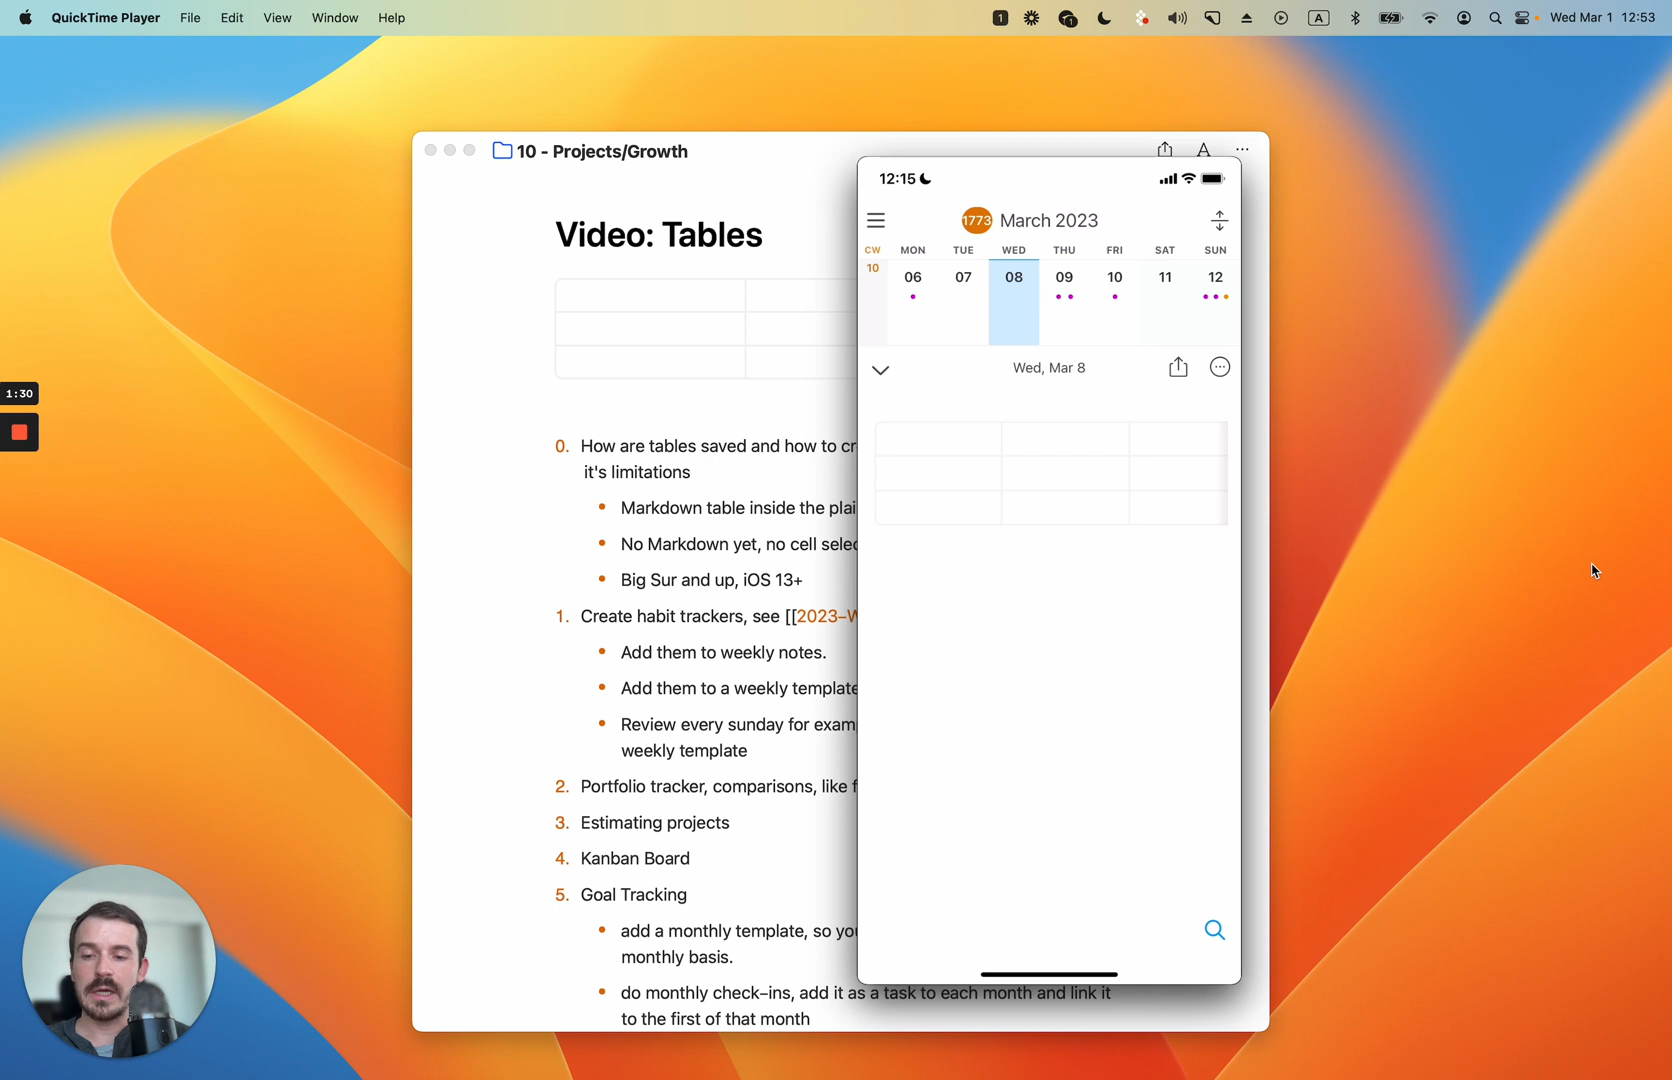 QuickTime Player File Edit View Window Help 1 1 A Wed Mar 1 12:53
10 - Projects/Growth
A
Video: Tables
0. How are tables saved and how to cr
it's limitations
• Markdown table inside the plai
• No Markdown yet, no cell selec
• Big Sur and up, iOS 13+
1. Create habit trackers, see [[2023–W
• Add them to weekly notes.
• Add them to a weekly template
• Review every sunday for exam
weekly template
2. Portfolio tracker, comparisons, like f
3. Estimating projects
4. Kanban Board
5. Goal Tracking
• add a monthly template, so you
monthly basis.
• do monthly check–ins, add it as a task to each month and link it
to the first of that month
12:15
1773 March 2023
CW MON TUE WED THU FRI SAT SUN
10 06 07 08 09 10 11 12
Wed, Mar 8
1:30